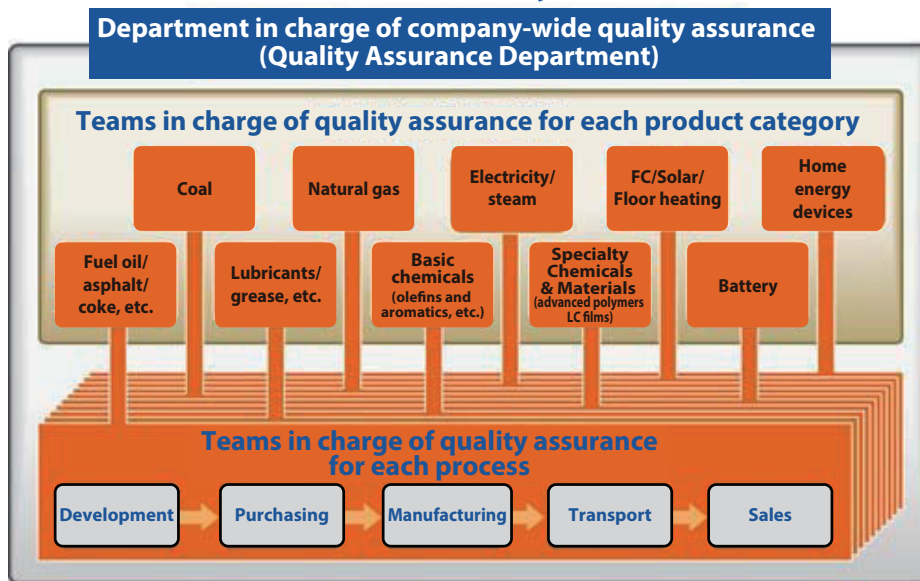 Department in charge of company-wide quality assurance
(Quality Assurance Department)
Teams in charge of quality assurance for each product category
Coal
Natural gas
Electricity/
steam
FC/Solar/
Floor heating
Home
energy
devices
Fuel oil/
asphalt/
coke, etc.
Lubricants/
grease, etc.
Basic
chemicals
(olefins and
aromatics, etc.)
Specialty
Chemicals
& Materials
(advanced polymers
LC films)
Battery
Teams in charge of quality assurance
for each process
Development
Purchasing
Manufacturing
Transport
Sales